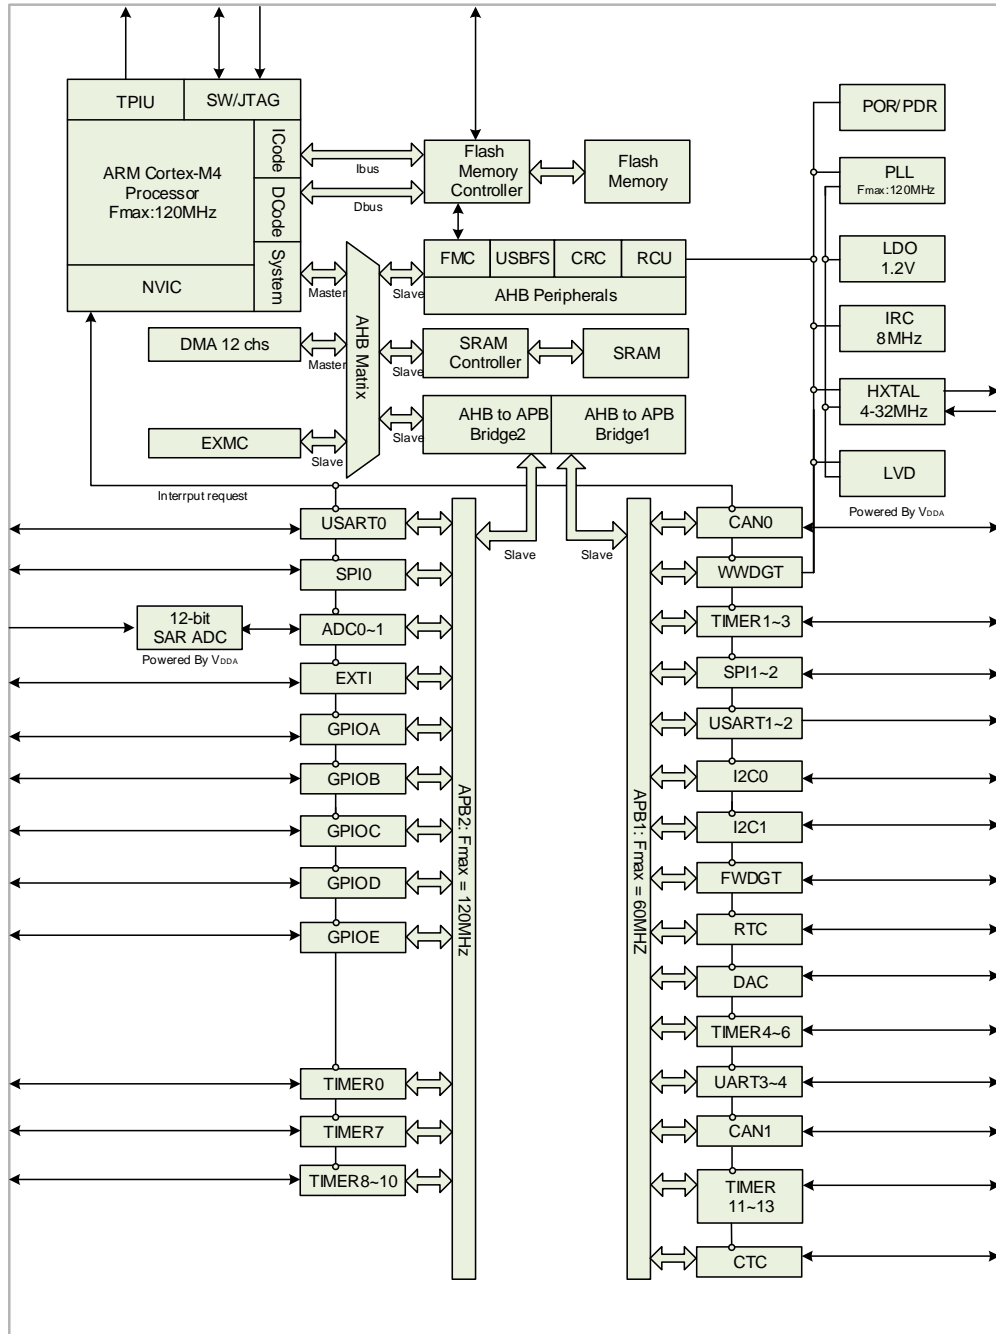 TPIU
SW/JTAG
ARM Cortex-M4
Processor
Fmax:120MHz
ICode
DCode
System
NVIC
Ibus
Dbus
Flash
Memory
Controller
Flash
Memory
FMC
USBFS
CRC
RCU
AHB Peripherals
Master
Slave
AHB Matrix
DMA 12 chs
Master
Slave
SRAM
Controller
SRAM
EXMC
Slave
Slave
AHB to APB
Bridge2
AHB to APB
Bridge1
POR/PDR
PLL
Fmax:120MHz
LDO
1.2V
IRC
8MHz
HXTAL
4-32MHz
LVD
Powered By VDDA
Interrput request
Slave
Slave
USART0
SPI0
12-bit
SAR ADC
Powered By VDDA
ADC0~1
EXTI
GPIOA
GPIOB
GPIOC
GPIOD
GPIOE
TIMER0
TIMER7
TIMER8~10
APB2: Fmax = 120MHz
APB1: Fmax = 60MHZ
CAN0
WWDGT
TIMER1~3
SPI1~2
USART1~2
I2C0
I2C1
FWDGT
RTC
DAC
TIMER4~6
UART3~4
CAN1
TIMER
11~13
CTC